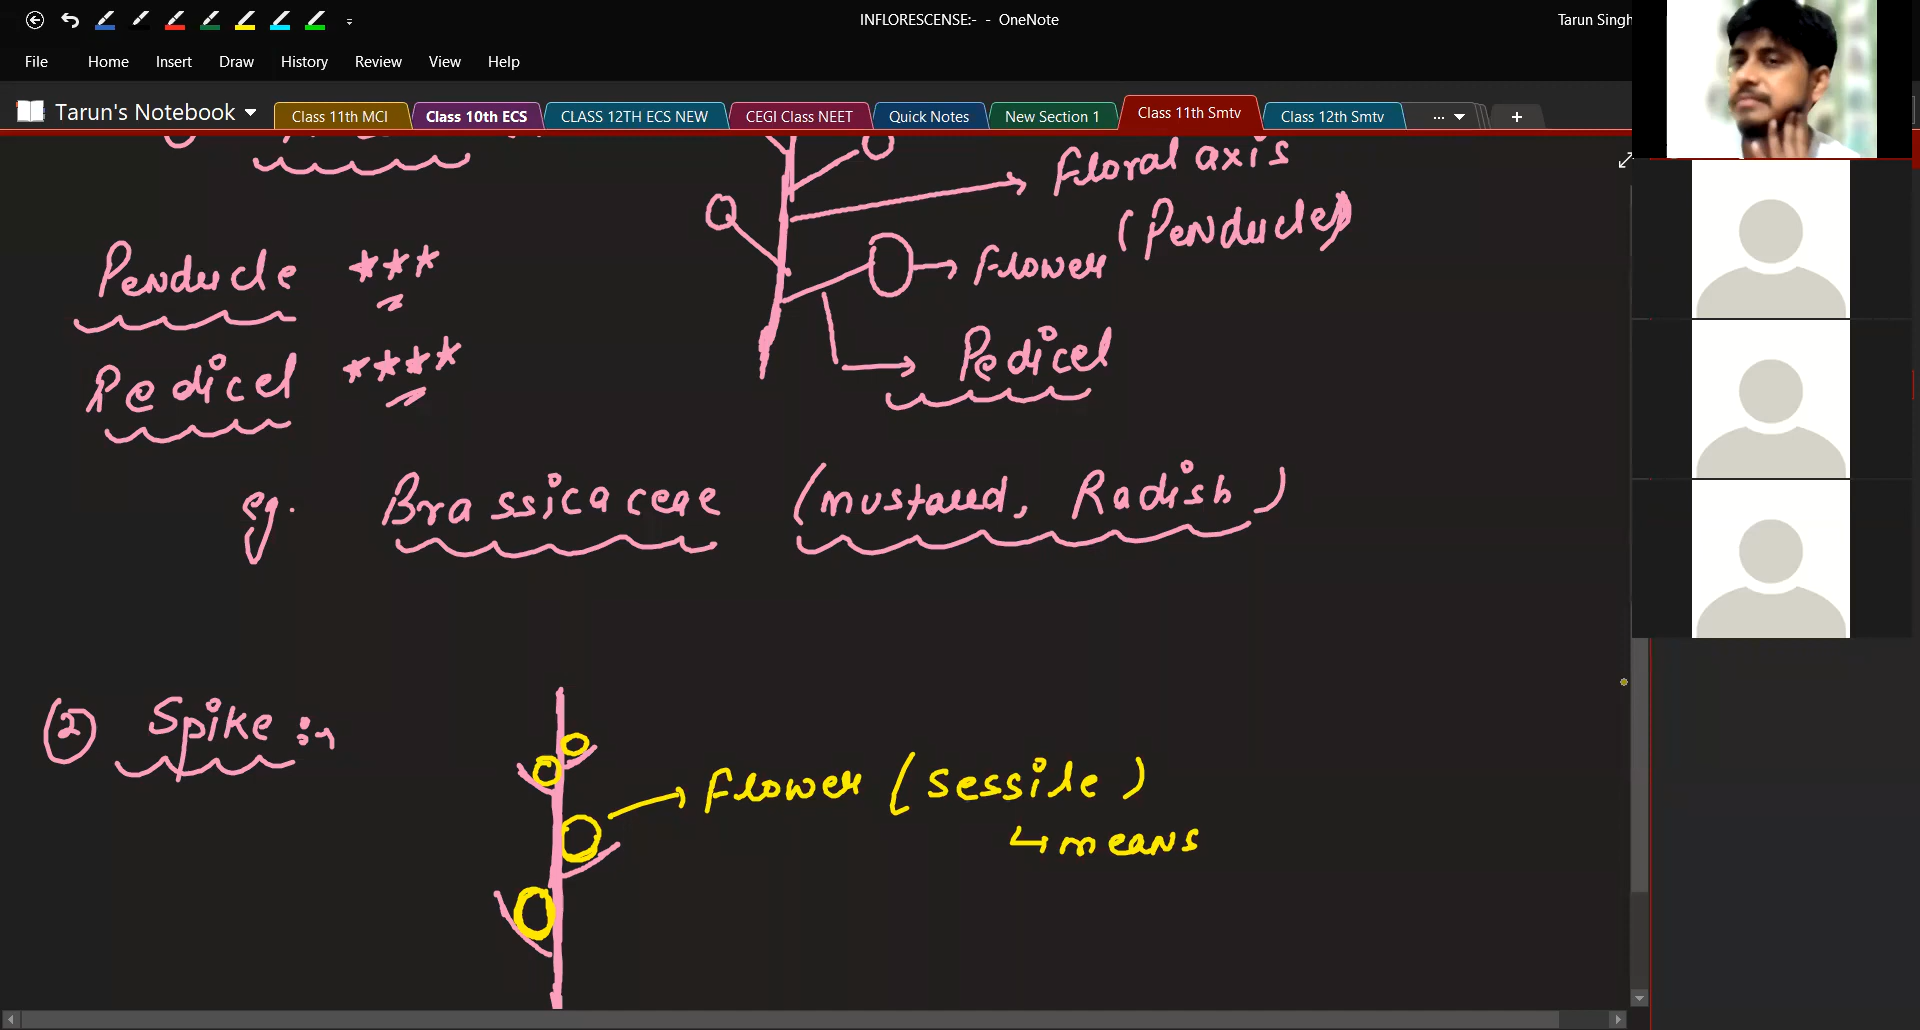 INFLORESCENSE:- - OneNote
Tarun Singh
File Home Insert Draw History Review View Help
Tarun's Notebook
Class 11th MCI
Class 10th ECS
CLASS 12TH ECS NEW
CEGI Class NEET
Quick Notes
New Section 1
Class 11th Smtv
Class 12th Smtv
... +
Floral axis
(Penducle)
Penducle ***
Flower
Pedicel ****
Pedicel
eg. Brassicaceae (mustard, Radish)
② Spike :-
Flower (Sessile)
↳ means